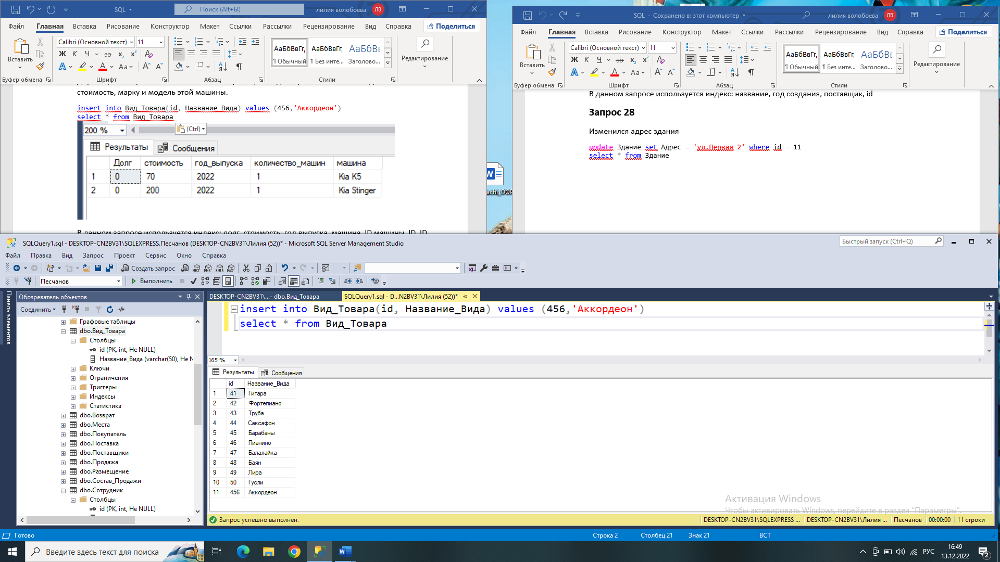 SQL
Поиск (Alt+Ы)
лилия волобоева
ЛВ
Файл Главная Вставка Рисование Конструктор Макет Ссылки Рассылки Рецензирование Вид Справка Поделиться
Calibri (Основной текст) 11
Вставить
Ж К Ч ab x₂ x²
Aa
АаБбВвГг, АаБбВвГг, АаБбВв
¶ Обычный ¶ Без инте... Заголово...
Редактирование
Буфер обмена Шрифт Абзац Стили
стоимость, марку и модель этой машины.
insert into Вид_Товара(id, Название_Вида) values (456,'Аккордеон')
select * from Вид_Товара
(Ctrl)
200 %
Результаты Сообщения
Долг стоимость год_выпуска количество_машин машина
1 0 70 2022 1 Kia K5
2 0 200 2022 1 Kia Stinger
В данном запросе используется индекс: долг, стоимость, год выпуска, машина, ID машины, ID, ID
SQL - Сохранено в: этот компьютер
лилия волобоева
ЛВ
Файл Главная Вставка Рисование Конструктор Макет Ссылки Рассылки Рецензирование Вид Справка Поделиться
Calibri (Основной текст) 11
Вставить
Ж К Ч ab x₂ x²
Aa
АаБбВвГг, АаБбВвГг, АаБбВв
¶ Обычный ¶ Без инте... Заголово...
Редактирование
Буфер обмена Шрифт Абзац Стили
В данном запросе используется индекс: название, год создания, поставщик, id
Запрос 28
Изменился адрес здания
update Здание set Адрес = 'ул.Первая 2' where id = 11
select * from Здание
achi_OOP
SQLQuery1.sql - DESKTOP-CN2BV31\SQLEXPRESS.Песчанов (DESKTOP-CN2BV31\Лилия (52))* - Microsoft SQL Server Management Studio
Быстрый запуск (Ctrl+Q)
Файл Правка Вид Запрос Проект Сервис Окно Справка
Создать запрос
Песчанов
Выполнить
Панель элементов
Обозреватель объектов
Соединить
Графовые таблицы
dbo.Вид_Товара
Столбцы
id (PK, int, Не NULL)
Название_Вида (varchar(50), Не N
Ключи
Ограничения
Триггеры
Индексы
Статистика
dbo.Возврат
dbo.Места
dbo.Покупатель
dbo.Поставка
dbo.Поставщики
dbo.Продажа
dbo.Размещение
dbo.Состав_Продажи
dbo.Сотрудник
Столбцы
id (PK, int, Не NULL)
DESKTOP-CN2BV31\...- dbo.Вид_Товара
SQLQuery1.sql - D...N2BV31\Лилия (52))*
insert into Вид_Товара(id, Название_Вида) values (456,'Аккордеон')
select * from Вид_Товара
165 %
Результаты Сообщения
id Название_Вида
1 41 Гитара
2 42 Фортепиано
3 43 Труба
4 44 Саксафон
5 45 Барабаны
6 46 Пианино
7 47 Балалайка
8 48 Баян
9 49 Лира
10 50 Гусли
11 456 Аккордеон
Активация Windows
Чтобы активировать Windows, перейдите в раздел "Параметры".
Запрос успешно выполнен.
DESKTOP-CN2BV31\SQLEXPRESS ... DESKTOP-CN2BV31\Лилия ... Песчанов 00:00:00 11 строки
Готово
Строка 2 Столбец 21 Знак 21 ВСТ
Введите здесь текст для поиска
РУС
16:49
13.12.2022
2